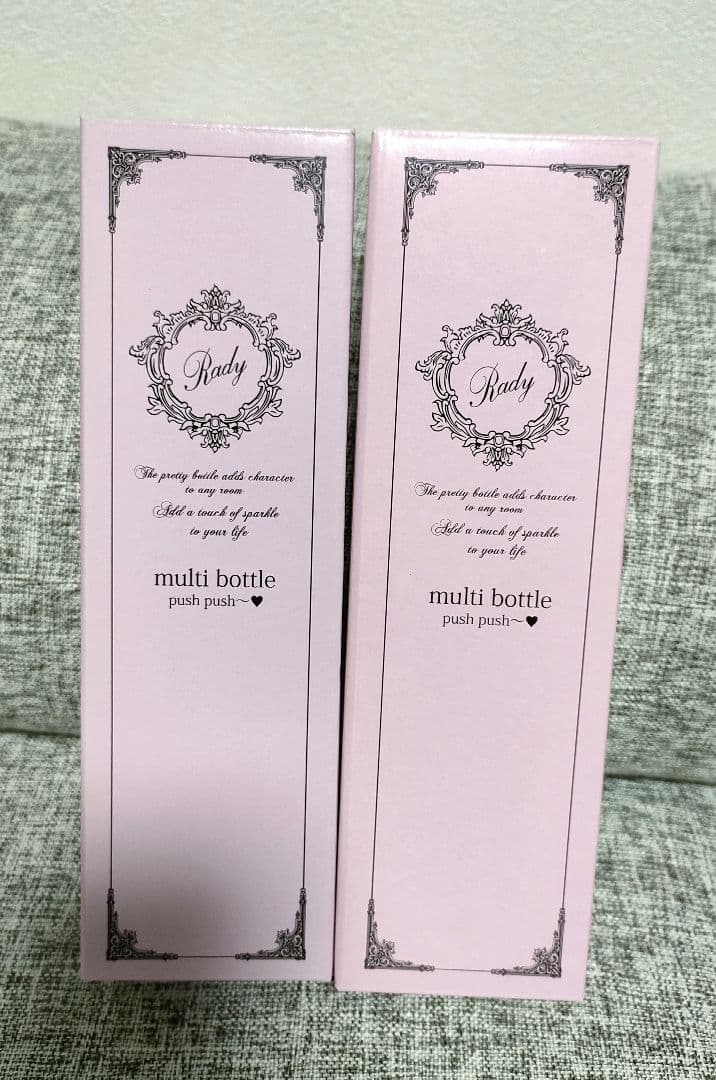 Rady
The pretty bottle adds character
to any room
Add a touch of sparkle
to your life
multi bottle
push push～♥
Rady
The pretty bottle adds character
to any room
Add a touch of sparkle
to your life
multi bottle
push push～♥